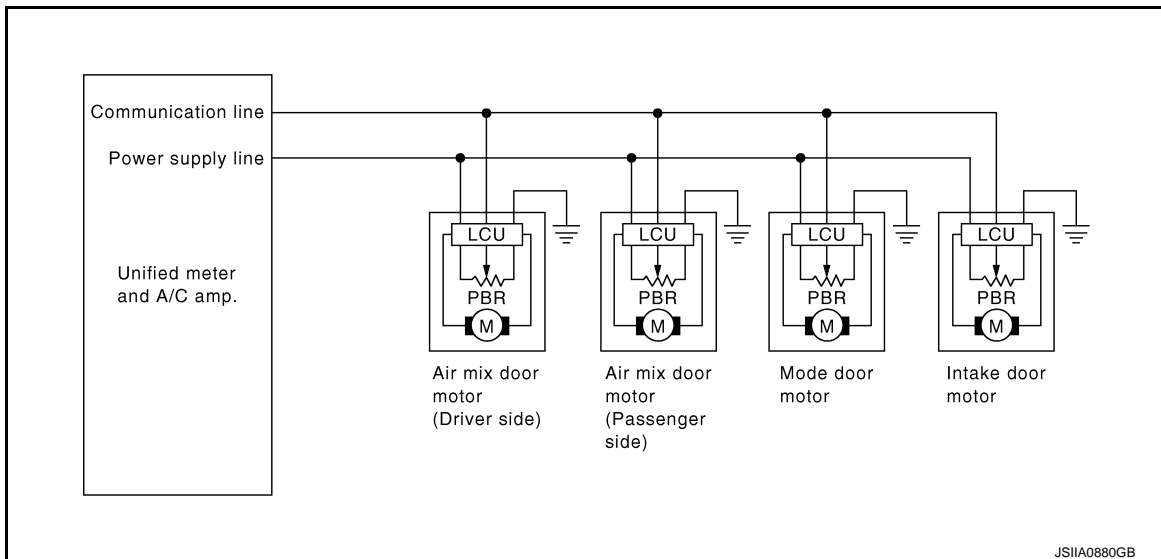 Communication line
Power supply line
Unified meter
and A/C amp.
LCU
PBR
M
Air mix door
motor
(Driver side)
LCU
PBR
M
Air mix door
motor
(Passenger
side)
LCU
PBR
M
Mode door
motor
LCU
PBR
M
Intake door
motor
JSIIA0880GB